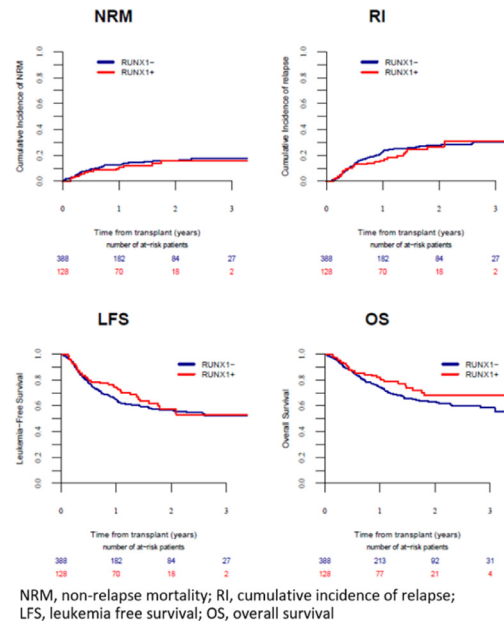 NRM
Cumulative Incidence of NRM
0.0 0.2 0.4 0.6 0.8 1.0
RUNX1−
RUNX1+
0 1 2 3
Time from transplant (years)
number of at−risk patients
388 182 84 27
128 70 18 2
RI
Cumulative Incidence of relapse
0.0 0.2 0.4 0.6 0.8 1.0
RUNX1−
RUNX1+
0 1 2 3
Time from transplant (years)
number of at−risk patients
388 182 84 27
128 70 18 2
LFS
Leukemia−Free Survival
0.0 0.2 0.4 0.6 0.8 1.0
RUNX1−
RUNX1+
0 1 2 3
Time from transplant (years)
number of at−risk patients
388 182 84 27
128 70 18 2
OS
Overall Survival
0.0 0.2 0.4 0.6 0.8 1.0
RUNX1−
RUNX1+
0 1 2 3
Time from transplant (years)
number of at−risk patients
388 213 92 31
128 77 21 4
NRM, non-relapse mortality; RI, cumulative incidence of relapse;
LFS, leukemia free survival; OS, overall survival